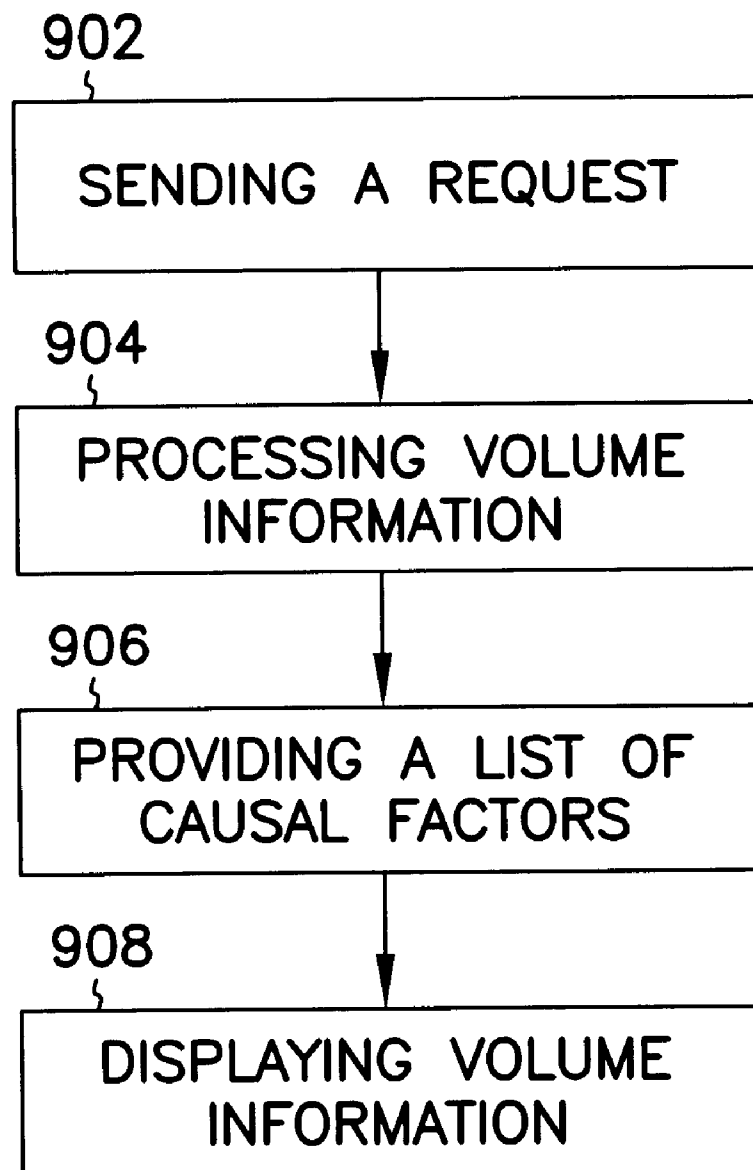 902
SENDING A REQUEST
904
PROCESSING VOLUME
INFORMATION
906
PROVIDING A LIST OF
CAUSAL FACTORS
908
DISPLAYING VOLUME
INFORMATION